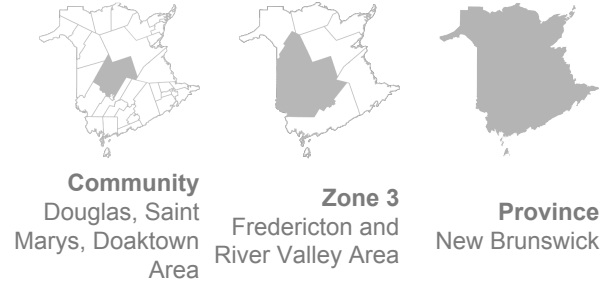 Community
Douglas, Saint
Marys, Doaktown
Area
Zone 3
Fredericton and
River Valley Area
Province
New Brunswick